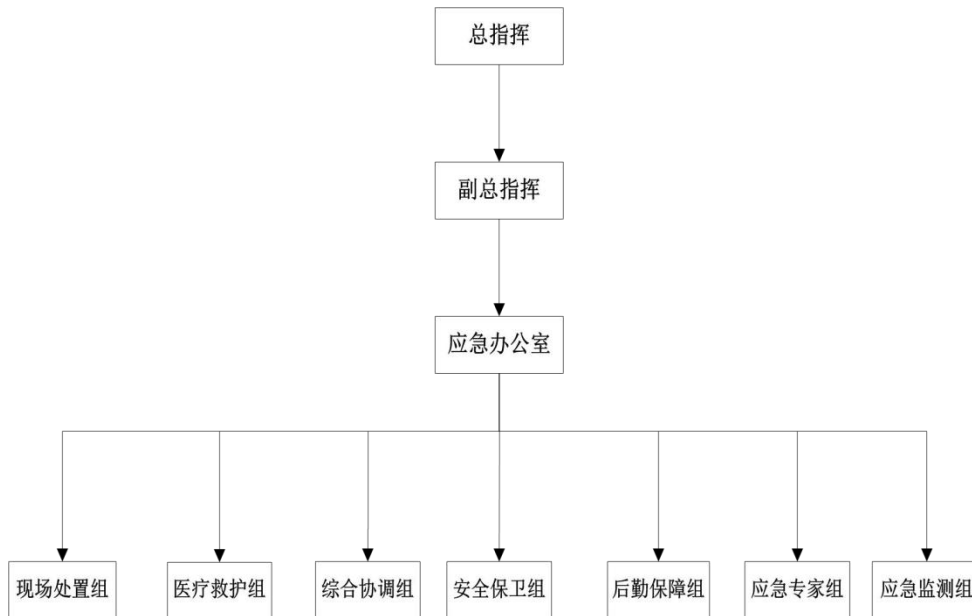 总指挥
副总指挥
应急办公室
现场处置组
医疗救护组
综合协调组
安全保卫组
后勤保障组
应急专家组
应急监测组